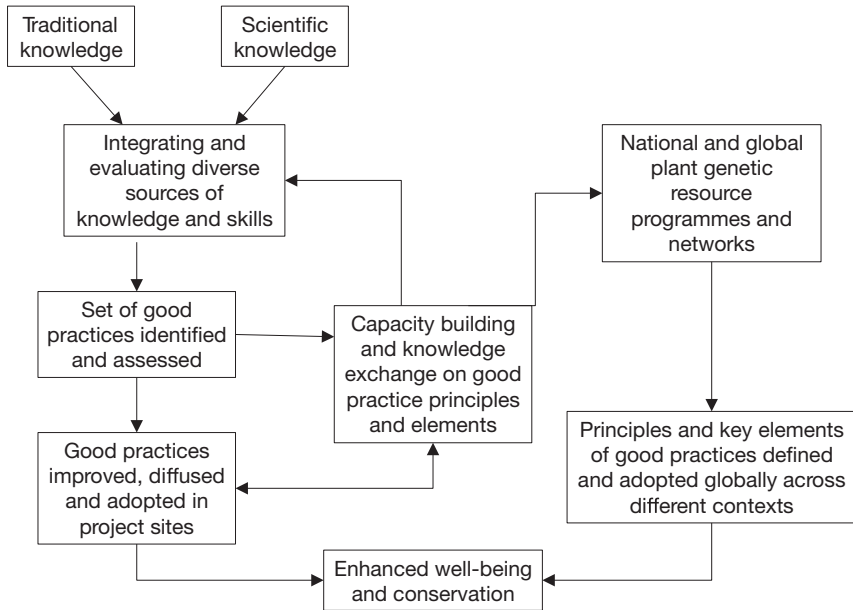 Traditional
knowledge
Scientific
knowledge
Integrating and
evaluating diverse
sources of
knowledge and skills
National and global
plant genetic
resource
programmes and
networks
Set of good
practices identified
and assessed
Capacity building
and knowledge
exchange on good
practice principles
and elements
Good practices
improved, diffused
and adopted in
project sites
Principles and key elements
of good practices defined
and adopted globally across
different contexts
Enhanced well-being
and conservation